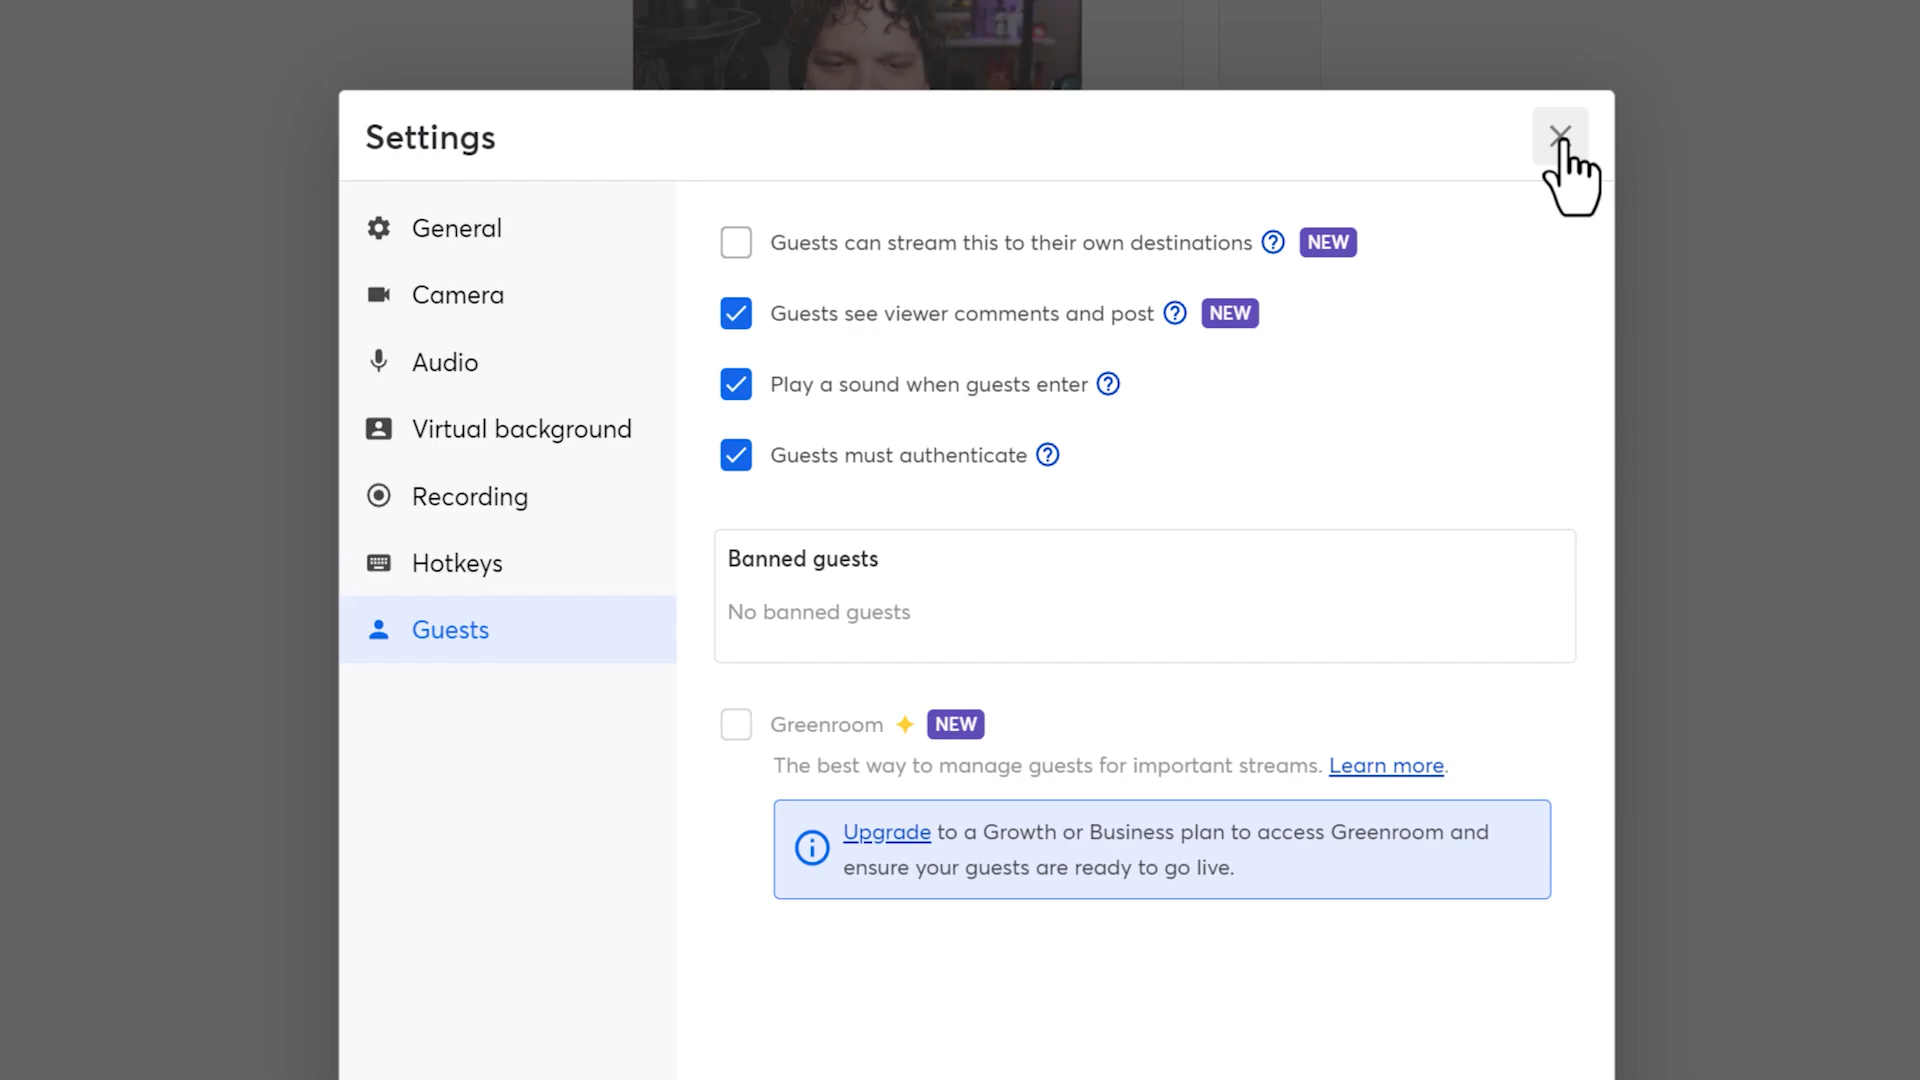 Settings
General
Camera
Audio
Virtual background
Recording
Hotkeys
Guests
Guests can stream this to their own destinations ? NEW
Guests see viewer comments and post ? NEW
Play a sound when guests enter ?
Guests must authenticate ?
Banned guests
No banned guests
Greenroom NEW
The best way to manage guests for important streams. Learn more.
Upgrade to a Growth or Business plan to access Greenroom and
ensure your guests are ready to go live.